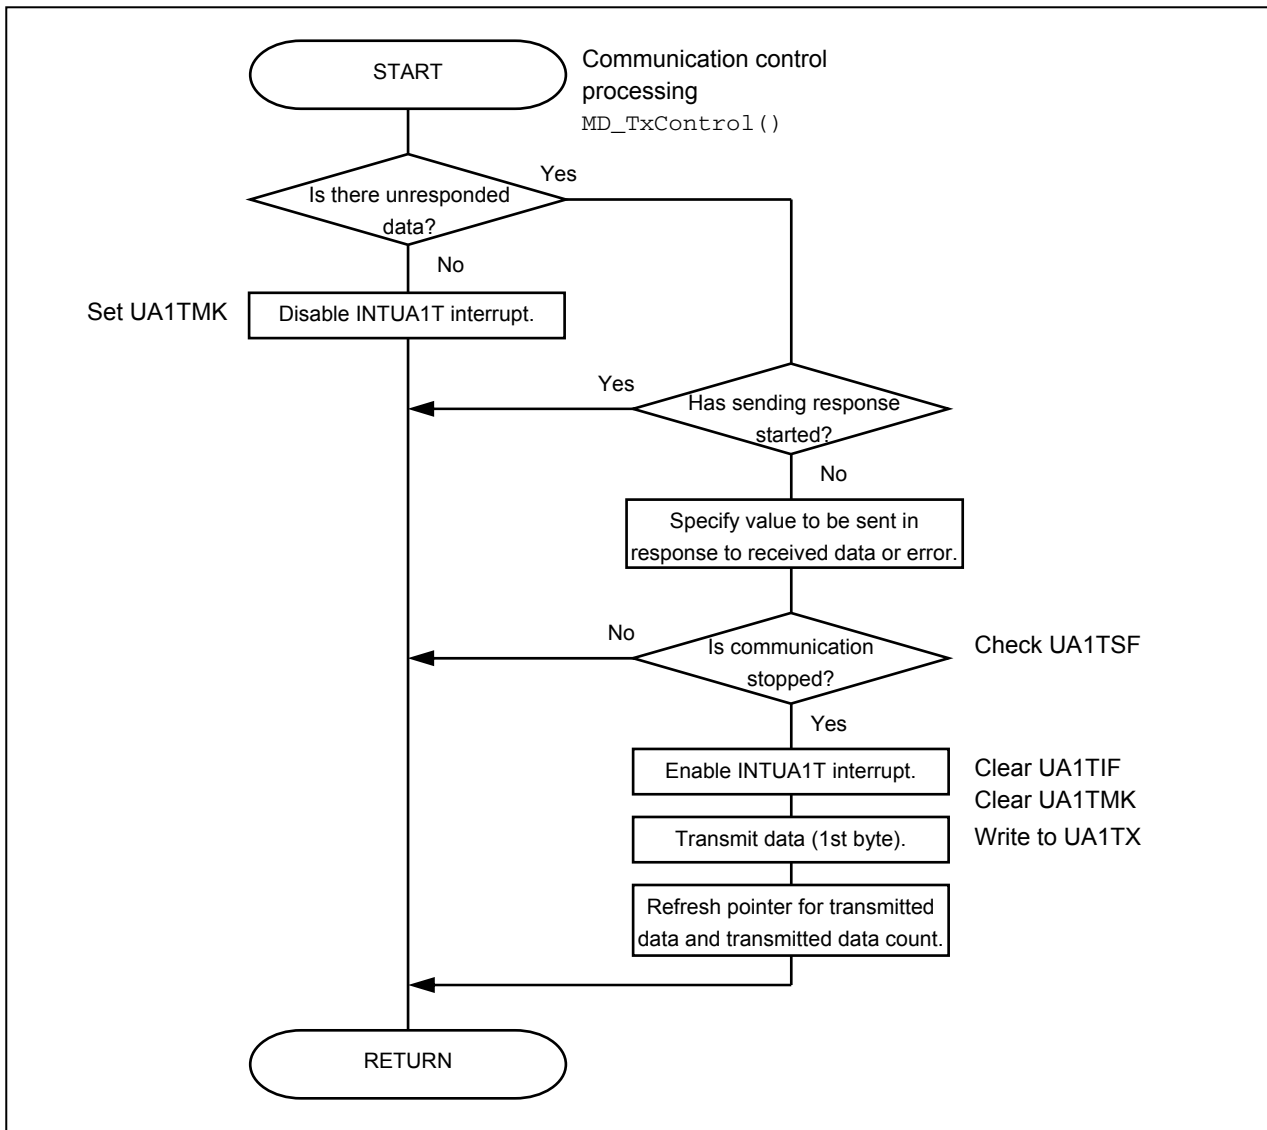 START
Communication control
processing
MD_TxControl()
Yes
Is there unresponded
data?
No
Set UA1TMK
Disable INTUA1T interrupt.
Yes
Has sending response
started?
No
Specify value to be sent in
response to received data or error.
No
Is communication
stopped?
Check UA1TSF
Yes
Enable INTUA1T interrupt.
Clear UA1TIF
Clear UA1TMK
Transmit data (1st byte).
Write to UA1TX
Refresh pointer for transmitted
data and transmitted data count.
RETURN